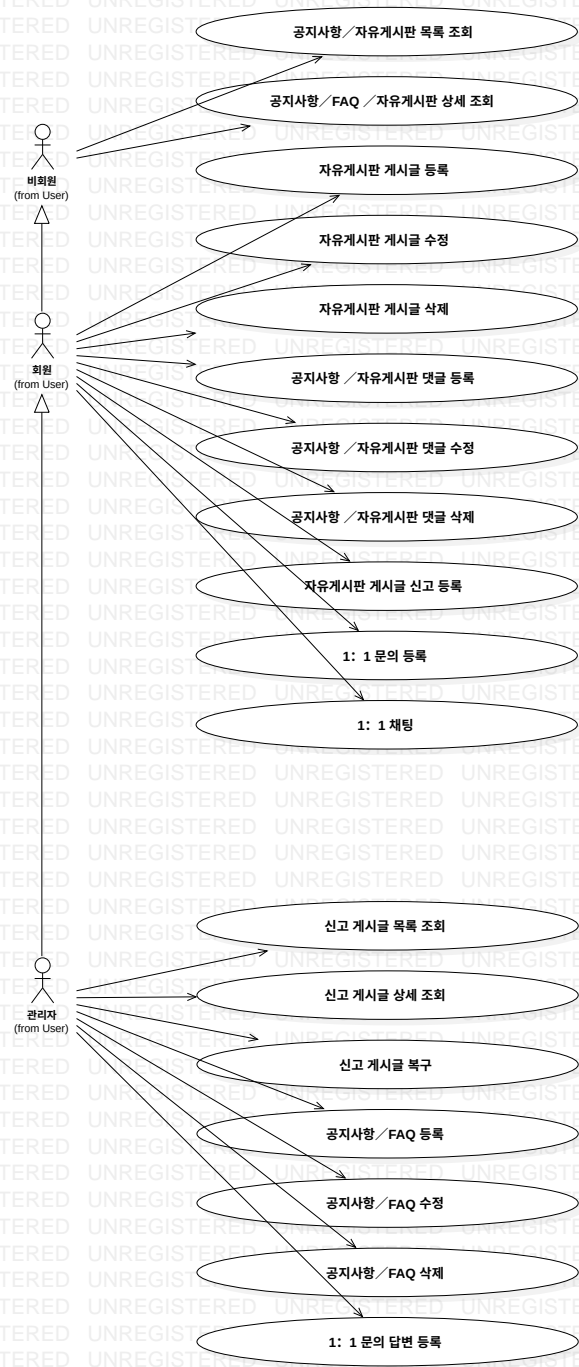 공지사항／자유게시판 목록 조회
공지사항／FAQ ／자유게시판 상세 조회
비회원
(from User)
자유게시판 게시글 등록
자유게시판 게시글 수정
자유게시판 게시글 삭제
회원
(from User)
공지사항 ／자유게시판 댓글 등록
공지사항 ／자유게시판 댓글 수정
공지사항 ／자유게시판 댓글 삭제
자유게시판 게시글 신고 등록
1：1 문의 등록
1：1 채팅
신고 게시글 목록 조회
신고 게시글 상세 조회
관리자
(from User)
신고 게시글 복구
공지사항／FAQ 등록
공지사항／FAQ 수정
공지사항／FAQ 삭제
1：1 문의 답변 등록